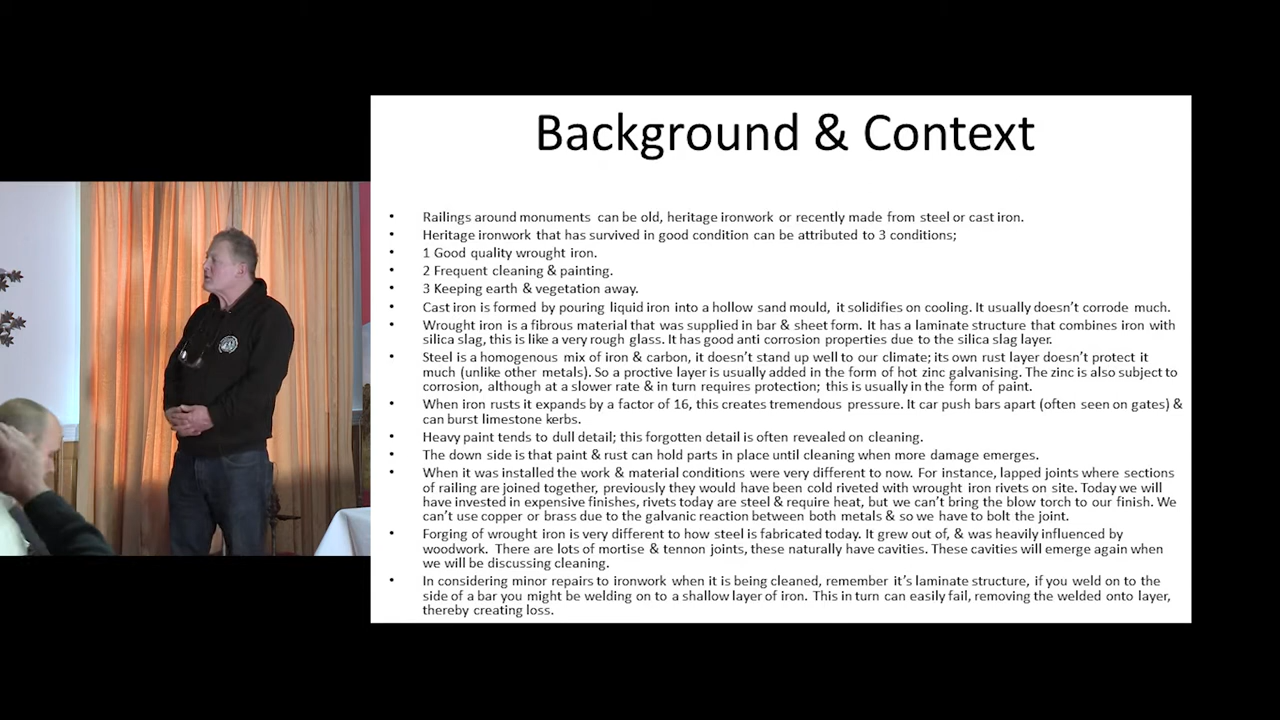 Background & Context
• Railings around monuments can be old, heritage ironwork or recently made from steel or cast iron.
• Heritage ironwork that has survived in good condition can be attributed to 3 conditions;
• 1 Good quality wrought iron.
• 2 Frequent cleaning & painting.
• 3 Keeping earth & vegetation away.
• Cast iron is formed by pouring liquid iron into a hollow sand mould, it solidifies on cooling. It usually doesn't corrode much.
• Wrought iron is a fibrous material that was supplied in bar & sheet form. It has a laminate structure that combines iron with
silica slag, this is like a very rough glass. It has good anti corrosion properties due to the silica slag layer.
• Steel is a homogenous mix of iron & carbon, it doesn't stand up well to our climate; its own rust layer doesn't protect it
much (unlike other metals). So a proctive layer is usually added in the form of hot zinc galvanising. The zinc is also subject to
corrosion, although at a slower rate & in turn requires protection; this is usually in the form of paint.
• When iron rusts it expands by a factor of 16, this creates tremendous pressure. It car push bars apart (often seen on gates) &
can burst limestone kerbs.
• Heavy paint tends to dull detail; this forgotten detail is often revealed on cleaning.
• The down side is that paint & rust can hold parts in place until cleaning when more damage emerges.
• When it was installed the work & material conditions were very different to now. For instance, lapped joints where sections
of railing are joined together, previously they would have been cold riveted with wrought iron rivets on site. Today we will
have invested in expensive finishes, rivets today are steel & require heat, but we can't bring the blow torch to our finish. We
can't use copper or brass due to the galvanic reaction between both metals & so we have to bolt the joint.
• Forging of wrought iron is very different to how steel is fabricated today. It grew out of, & was heavily influenced by
woodwork. There are lots of mortise & tennon joints, these naturally have cavities. These cavities will emerge again when
we will be discussing cleaning.
• In considering minor repairs to ironwork when it is being cleaned, remember it's laminate structure, if you weld on to the
side of a bar you might be welding on to a shallow layer of iron. This in turn can easily fail, removing the welded onto layer,
thereby creating loss.